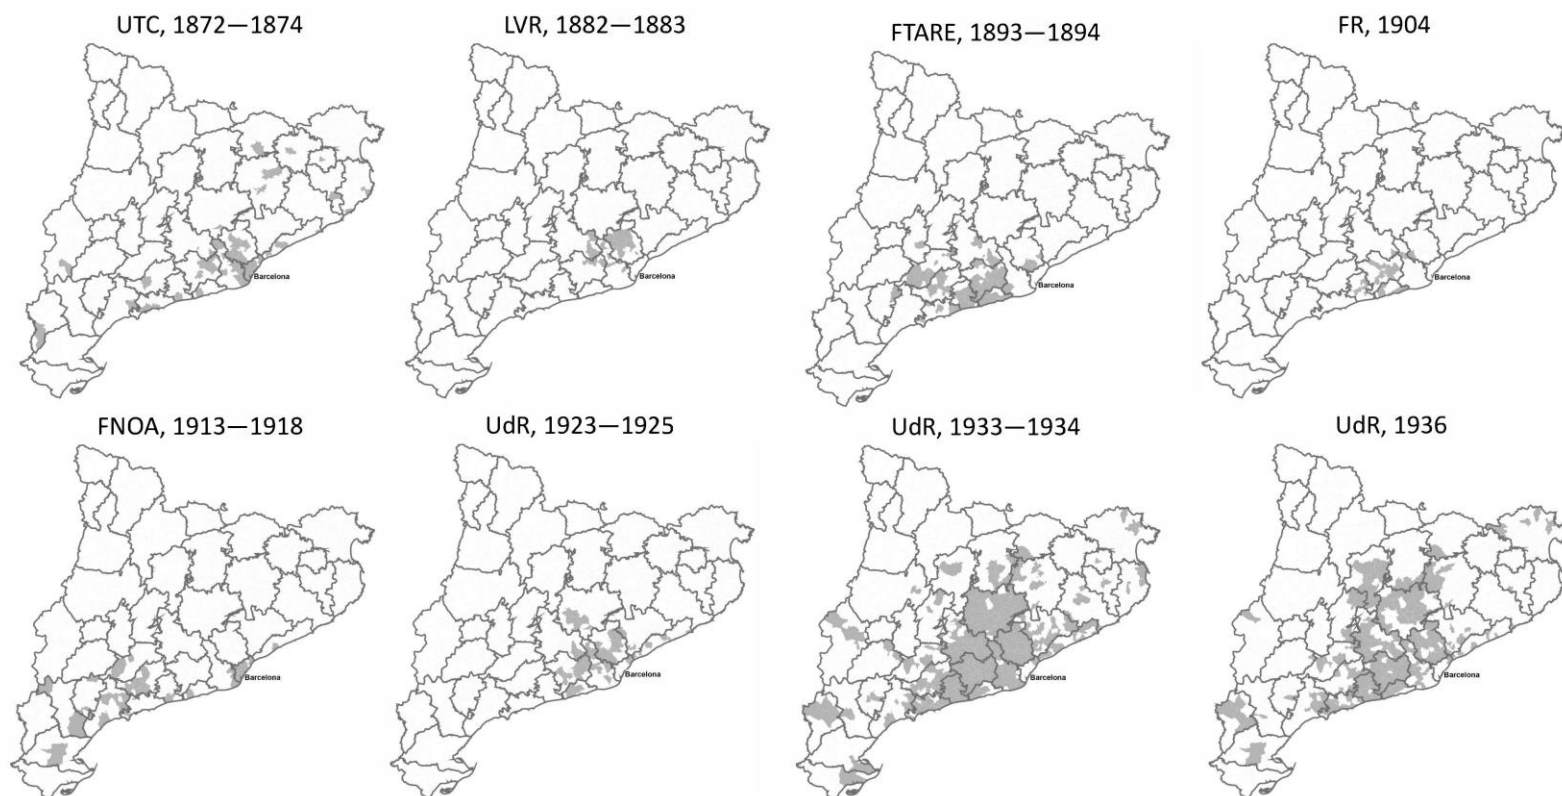 UTC, 1872—1874
LVR, 1882—1883
FTARE, 1893—1894
FR, 1904
Barcelona
Barcelona
Barcelona
Barcelona
FNOA, 1913—1918
UdR, 1923—1925
UdR, 1933—1934
UdR, 1936
Barcelona
Barcelona
Barcelona
Barcelona